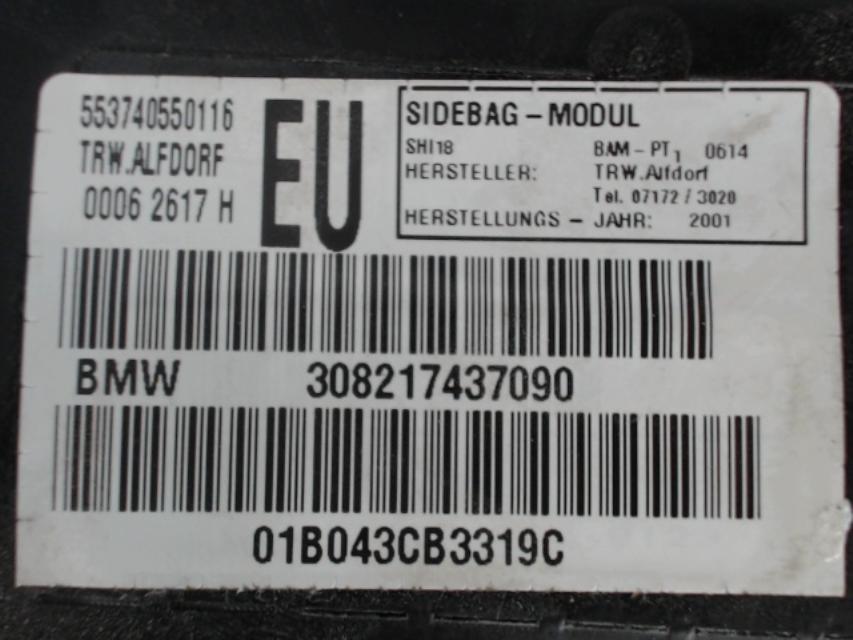 553740550116
TRW.ALFDORF
0006 2617 H
EU
SIDEBAG - MODUL
SHI18 BAM - PT1 0614
HERSTELLER: TRW.Alfdorf
Tel. 07172 / 3020
HERSTELLUNGS - JAHR: 2001
BMW 308217437090
01B043CB3319C